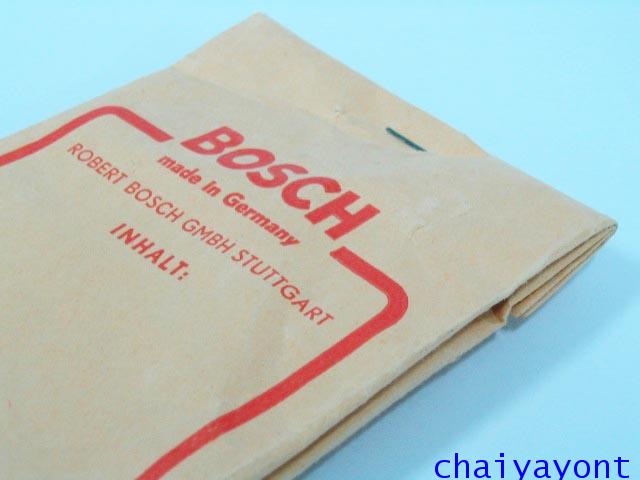 BOSCH
made in Germany
ROBERT BOSCH GMBH STUTTGART
INHALT:
chaiyayont